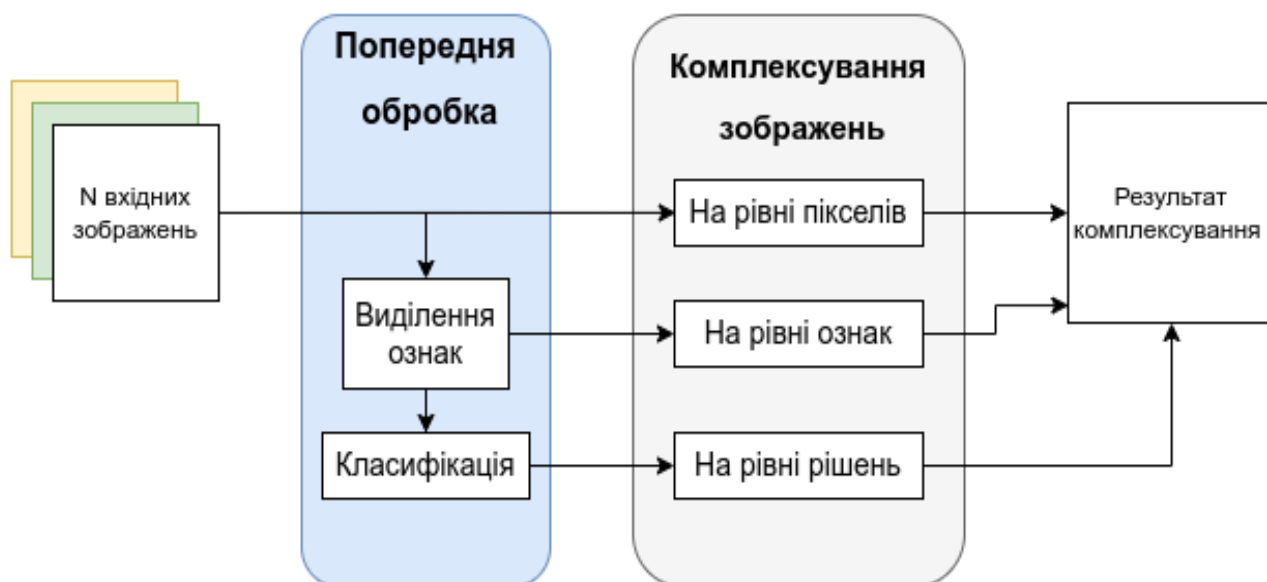 Попередня
обробка
Комплексування
зображень
N вхідних
зображень
На рівні пікселів
Результат
комплексування
Виділення
ознак
На рівні ознак
Класифікація
На рівні рішень